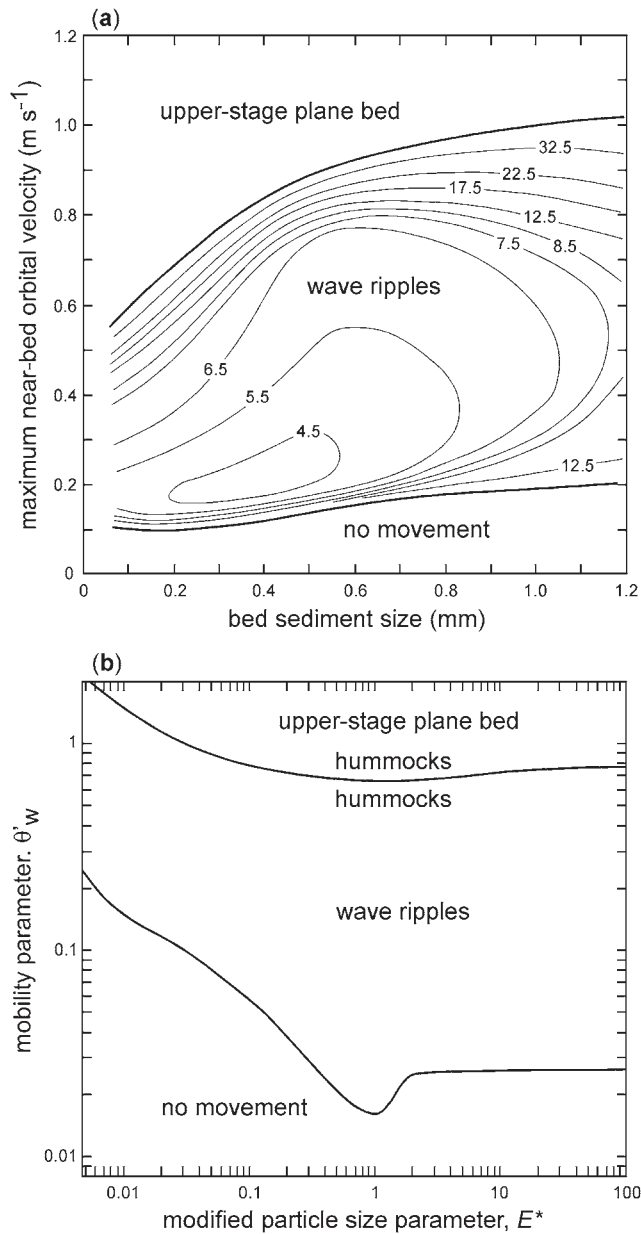 (a)
1.2
1.0
0.8
0.6
0.4
0.2
0
maximum near-bed orbital velocity (m s⁻¹)
upper-stage plane bed
32.5
22.5
17.5
12.5
7.5
8.5
wave ripples
6.5
5.5
4.5
12.5
no movement
0 0.2 0.4 0.6 0.8 1.0 1.2
bed sediment size (mm)
(b)
upper-stage plane bed
hummocks
hummocks
wave ripples
no movement
1
0.1
0.01
mobility parameter. θ'w
0.01 0.1 1 10 100
modified particle size parameter, E*